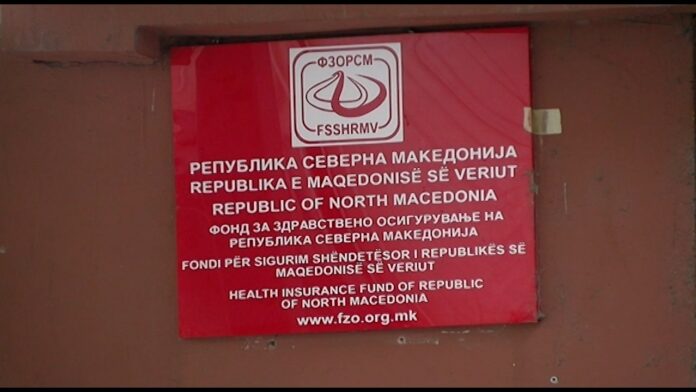 ФЗОРСМ
FSSHRMV
РЕПУБЛИКА СЕВЕРНА МАКЕДОНИЈА
REPUBLIKA E MAQEDONISË SË VERIUT
REPUBLIC OF NORTH MACEDONIA
ФОНД ЗА ЗДРАВСТВЕНО ОСИГУРУВАЊЕ НА
РЕПУБЛИКА СЕВЕРНА МАКЕДОНИЈА
FONDI PËR SIGURIM SHËNDETËSOR I REPUBLIKËS SË
MAQEDONISË SË VERIUT
HEALTH INSURANCE FUND OF REPUBLIC
OF NORTH MACEDONIA
www.fzo.org.mk